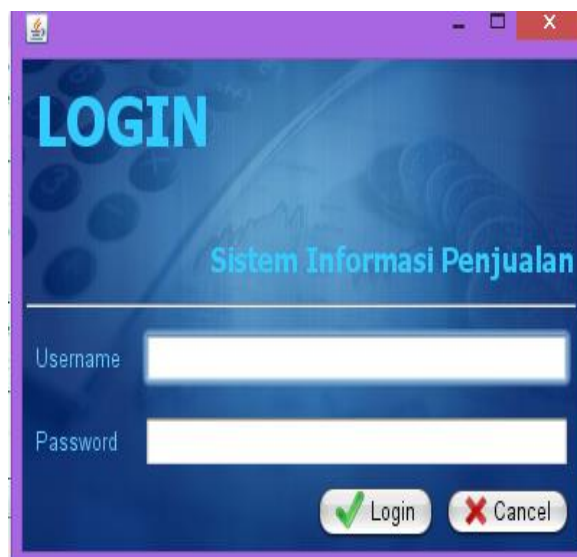 LOGIN
Sistem Informasi Penjualan
Username
Password
Login Cancel